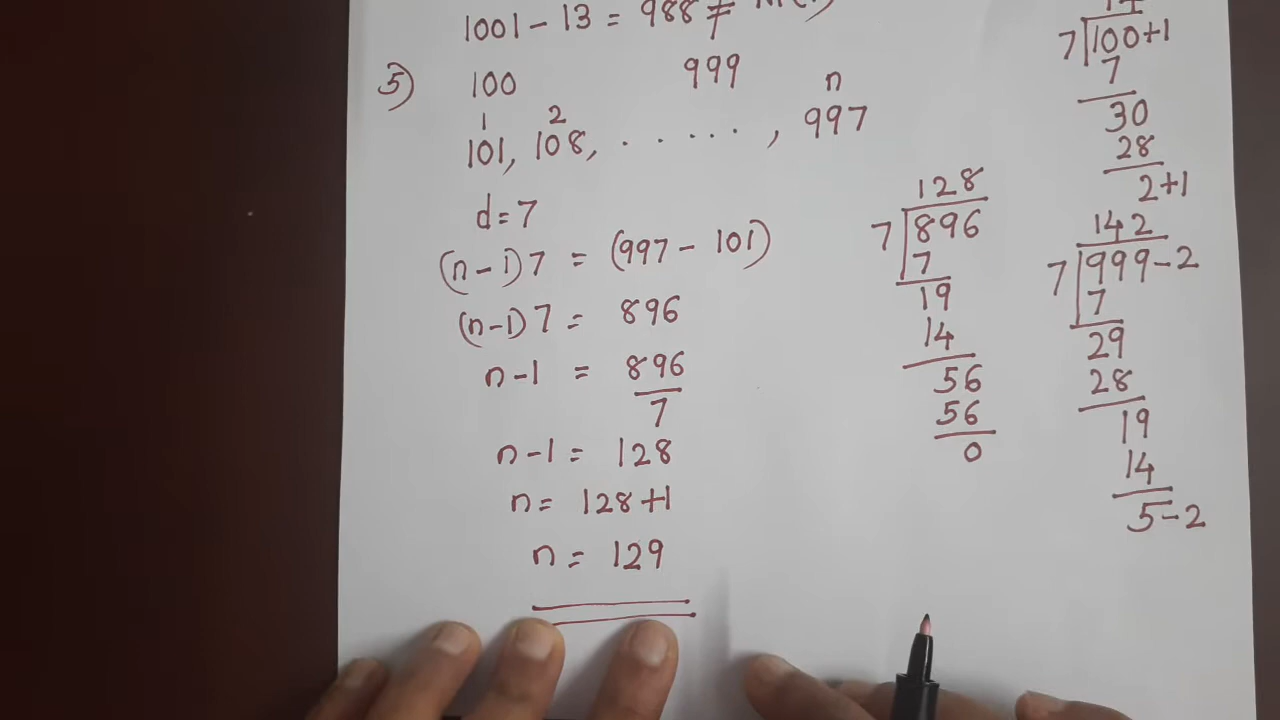 1001 - 13 = 988 ≠
5) 100 999
1 2 n
101, 108, . ....., 997
d = 7
(n-1)7 = (997 - 101)
(n-1)7 = 896
n-1 = 896
7
n-1 = 128
n = 128+1
n = 129
128
7 896
7
19
14
56
56
0
14
7 100+1
7
30
28
2+1
142
7 999-2
7
29
28
19
14
5-2